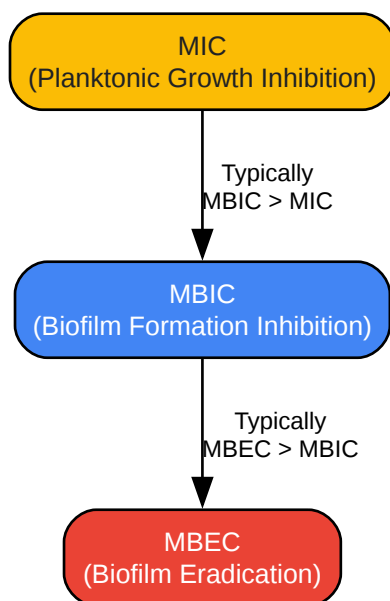 MIC
(Planktonic Growth Inhibition)
Typically
MBIC > MIC
MBIC
(Biofilm Formation Inhibition)
Typically
MBEC > MBIC
MBEC
(Biofilm Eradication)